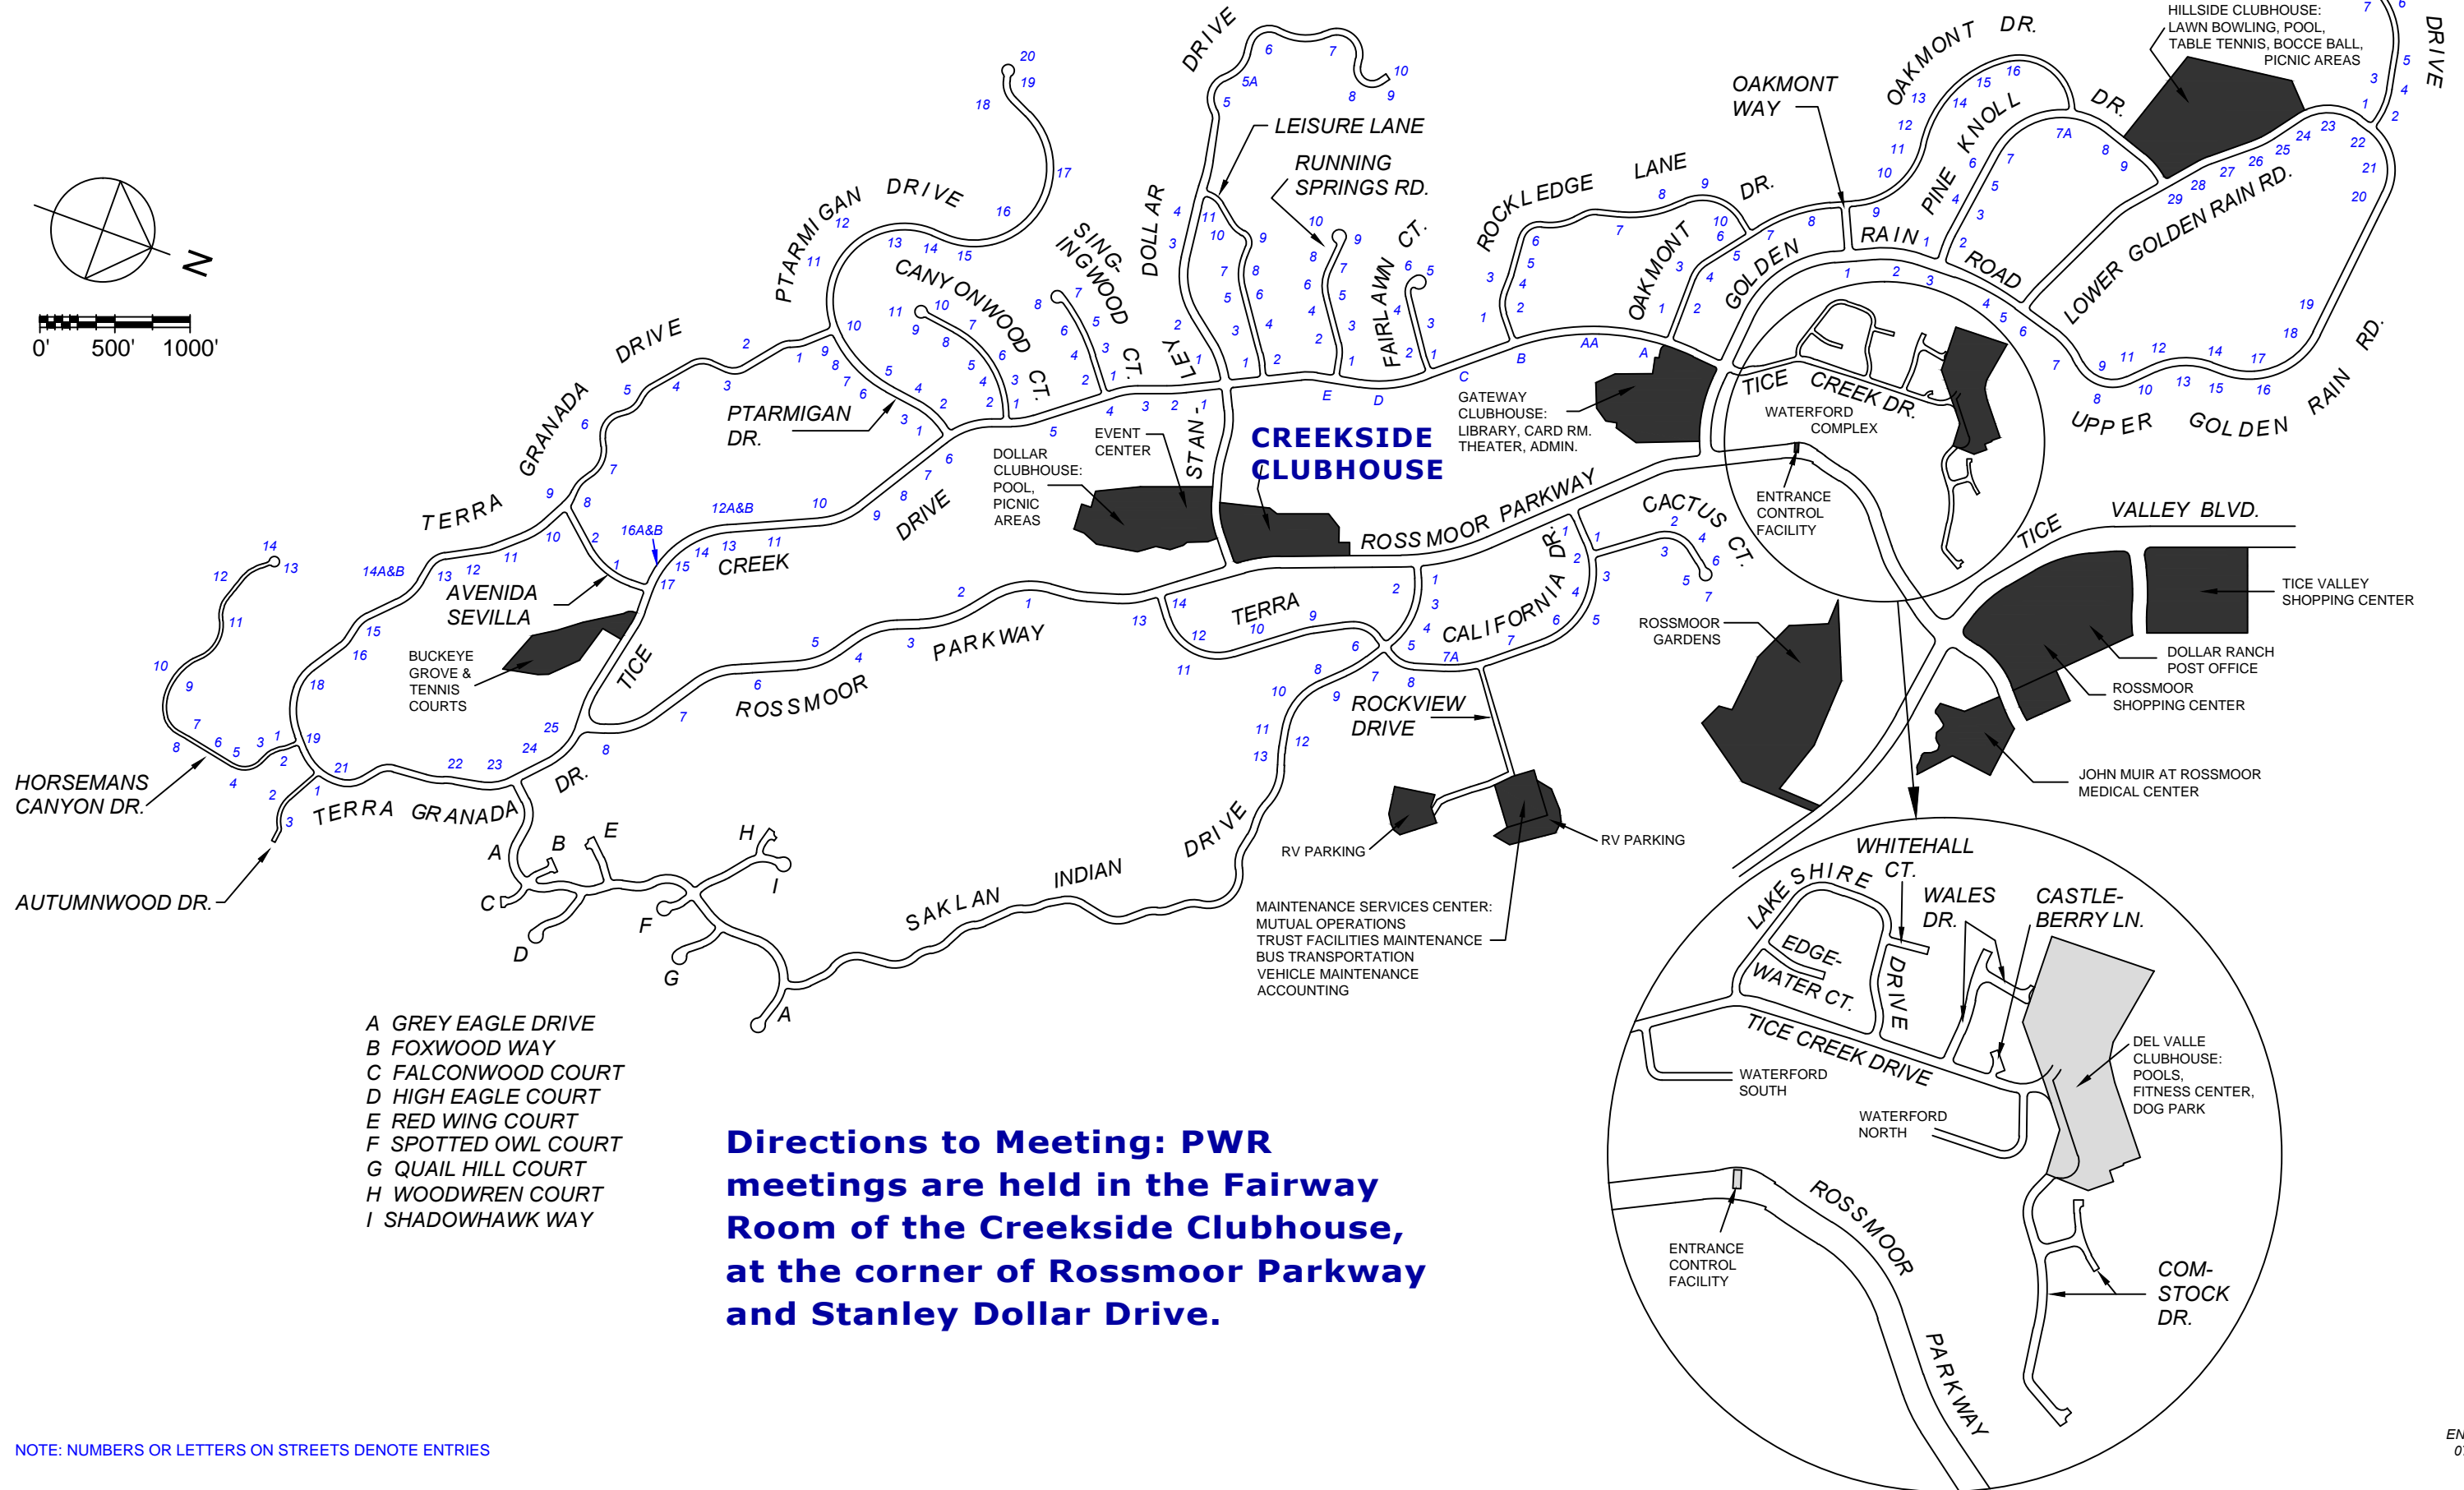 HILLSIDE CLUBHOUSE:
LAWN BOWLING, POOL,
TABLE TENNIS, BOCCE BALL,
PICNIC AREAS
DRIVE
OAKMONT DR.
OAKMONT
WAY
PINE KNOLL DR.
LOWER GOLDEN RAIN RD.
UPPER GOLDEN RAIN RD.
GOLDEN RAIN ROAD
OAKMONT DR.
ROCKLEDGE LANE
FAIRLAWN CT.
RUNNING
SPRINGS RD.
LEISURE LANE
STANLEY DOLLAR DRIVE
SING-
INGWOOD CT.
CANYONWOOD CT.
PTARMIGAN DRIVE
PTARMIGAN
DR.
N
0' 500' 1000'
TERRA GRANADA DRIVE
TICE CREEK DRIVE
AVENIDA
SEVILLA
BUCKEYE
GROVE &
TENNIS
COURTS
HORSEMANS
CANYON DR.
AUTUMNWOOD DR.
TERRA GRANADA DR.
DOLLAR
CLUBHOUSE:
POOL,
PICNIC
AREAS
EVENT
CENTER
CREEKSIDE
CLUBHOUSE
GATEWAY
CLUBHOUSE:
LIBRARY, CARD RM.
THEATER, ADMIN.
TICE CREEK DR.
WATERFORD
COMPLEX
ENTRANCE
CONTROL
FACILITY
ROSSMOOR PARKWAY
ROSSMOOR PARKWAY
CACTUS CT.
TERRA CALIFORNIA DR.
ROCKVIEW
DRIVE
ROSSMOOR
GARDENS
TICE VALLEY BLVD.
TICE VALLEY
SHOPPING CENTER
DOLLAR RANCH
POST OFFICE
ROSSMOOR
SHOPPING CENTER
JOHN MUIR AT ROSSMOOR
MEDICAL CENTER
RV PARKING
RV PARKING
MAINTENANCE SERVICES CENTER:
MUTUAL OPERATIONS
TRUST FACILITIES MAINTENANCE
BUS TRANSPORTATION
VEHICLE MAINTENANCE
ACCOUNTING
SAKLAN INDIAN DRIVE
A
B
E
H
I
C
D
F
G
A
A GREY EAGLE DRIVE
B FOXWOOD WAY
C FALCONWOOD COURT
D HIGH EAGLE COURT
E RED WING COURT
F SPOTTED OWL COURT
G QUAIL HILL COURT
H WOODWREN COURT
I SHADOWHAWK WAY
Directions to Meeting: PWR
meetings are held in the Fairway
Room of the Creekside Clubhouse,
at the corner of Rossmoor Parkway
and Stanley Dollar Drive.
WHITEHALL
CT.
LAKESHIRE DRIVE
WALES
DR.
CASTLE-
BERRY LN.
EDGE-
WATER CT.
TICE CREEK DRIVE
WATERFORD
SOUTH
WATERFORD
NORTH
DEL VALLE
CLUBHOUSE:
POOLS,
FITNESS CENTER,
DOG PARK
ENTRANCE
CONTROL
FACILITY
ROSSMOOR PARKWAY
COM-
STOCK
DR.
NOTE: NUMBERS OR LETTERS ON STREETS DENOTE ENTRIES